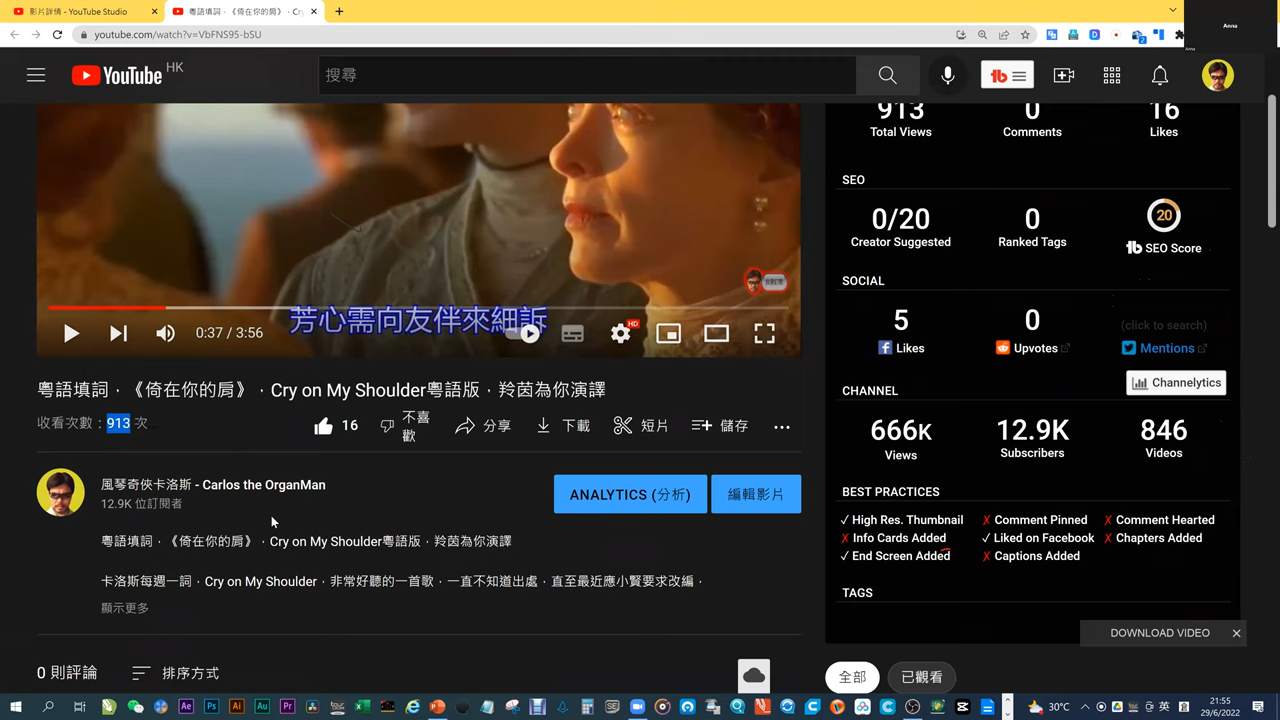 影片詳情 - YouTube Studio
粵語填詞．《倚在你的肩》．Cry
youtube.com/watch?v=VbFNS95-bSU
Anna
Anna
YouTube HK
搜尋
913
Total Views
0
Comments
16
Likes
SEO
0/20
Creator Suggested
0
Ranked Tags
20
SEO Score
SOCIAL
5
Likes
0
Upvotes
(click to search)
Mentions
Channelytics
CHANNEL
666K
Views
12.9K
Subscribers
846
Videos
BEST PRACTICES
✓ High Res. Thumbnail
✗ Comment Pinned
✗ Comment Hearted
✗ Info Cards Added
✓ Liked on Facebook
✗ Chapters Added
✓ End Screen Added
✗ Captions Added
TAGS
DOWNLOAD VIDEO
全部
已觀看
芳心需向友伴來細訴
0:37 / 3:56
HD
粵語填詞．《倚在你的肩》．Cry on My Shoulder粵語版．羚茵為你演譯
收看次數：913 次
16
不喜歡
分享
下載
短片
儲存
風琴奇俠卡洛斯 - Carlos the OrganMan
12.9K 位訂閱者
ANALYTICS (分析)
編輯影片
粵語填詞．《倚在你的肩》．Cry on My Shoulder粵語版．羚茵為你演譯
卡洛斯每週一詞．Cry on My Shoulder．非常好聽的一首歌．一直不知道出處．直至最近應小賢要求改編．
顯示更多
0 則評論
排序方式
30°C
英
21:55
29/6/2022